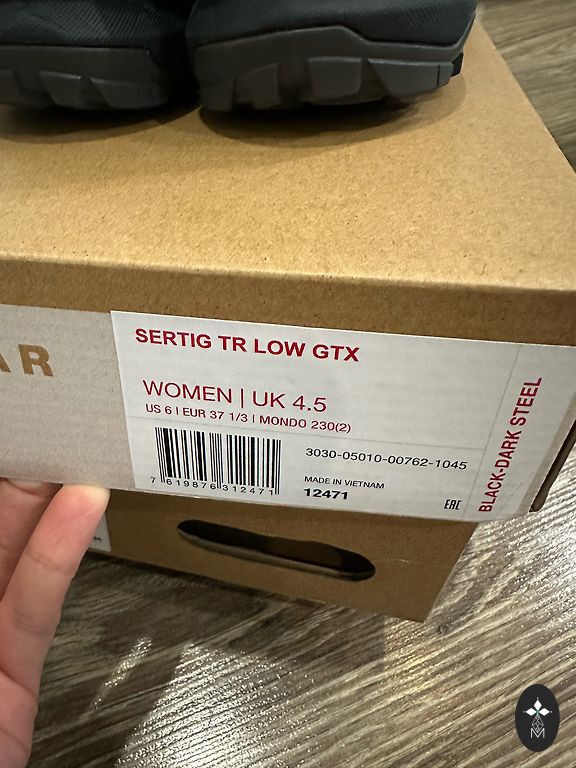 AR
SERTIG TR LOW GTX
WOMEN | UK 4.5
US 6 | EUR 37 1/3 | MONDO 230(2)
3030-05010-00762-1045
7 619876 312471
MADE IN VIETNAM
12471
EAC
BLACK-DARK STEEL
M